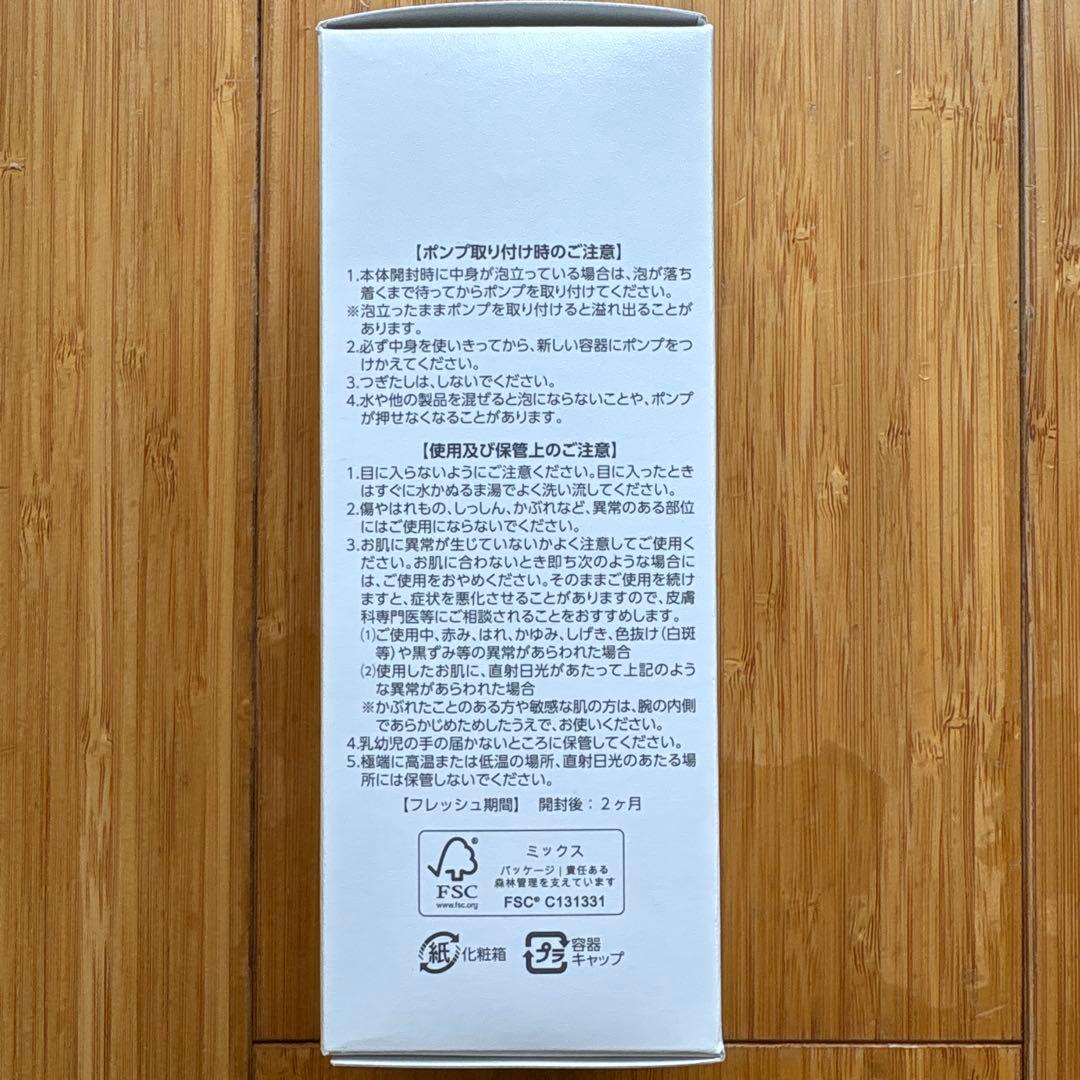 【ポンプ取り付け時のご注意】
1.本体開封時に中身が泡立っている場合は、泡が落ち
着くまで待ってからポンプを取り付けてください。
※泡立ったままポンプを取り付けると溢れ出ることが
あります。
2.必ず中身を使いきってから、新しい容器にポンプをつ
けかえてください。
3.つぎたしは、しないでください。
4.水や他の製品を混ぜると泡にならないことや、ポンプ
が押せなくなることがあります。
【使用及び保管上のご注意】
1.目に入らないようにご注意ください。目に入ったとき
はすぐに水かぬるま湯でよく洗い流してください。
2.傷やはれもの、しっしん、かぶれなど、異常のある部位
にはご使用にならないでください。
3.お肌に異常が生じていないかよく注意してご使用くだ
さい。お肌に合わないとき即ち次のような場合に
は、ご使用をおやめください。そのままご使用を続け
ますと、症状を悪化させることがありますので、皮膚
科専門医等にご相談されることをおすすめします。
(1)ご使用中、赤み、はれ、かゆみ、しげき、色抜け(白斑
等)や黒ずみ等の異常があらわれた場合
(2)使用したお肌に、直射日光があたって上記のよう
な異常があらわれた場合
※かぶれたことのある方や敏感な肌の方は、腕の内側
であらかじめためしたうえで、お使いください。
4.乳幼児の手の届かないところに保管してください。
5.極端に高温または低温の場所、直射日光のあたる場
所には保管しないでください。
【フレッシュ期間】 開封後：2ヶ月
FSC
www.fsc.org
ミックス
パッケージ|責任ある
森林管理を支えています
FSC® C131331
紙 化粧箱
プラ 容器
キャップ